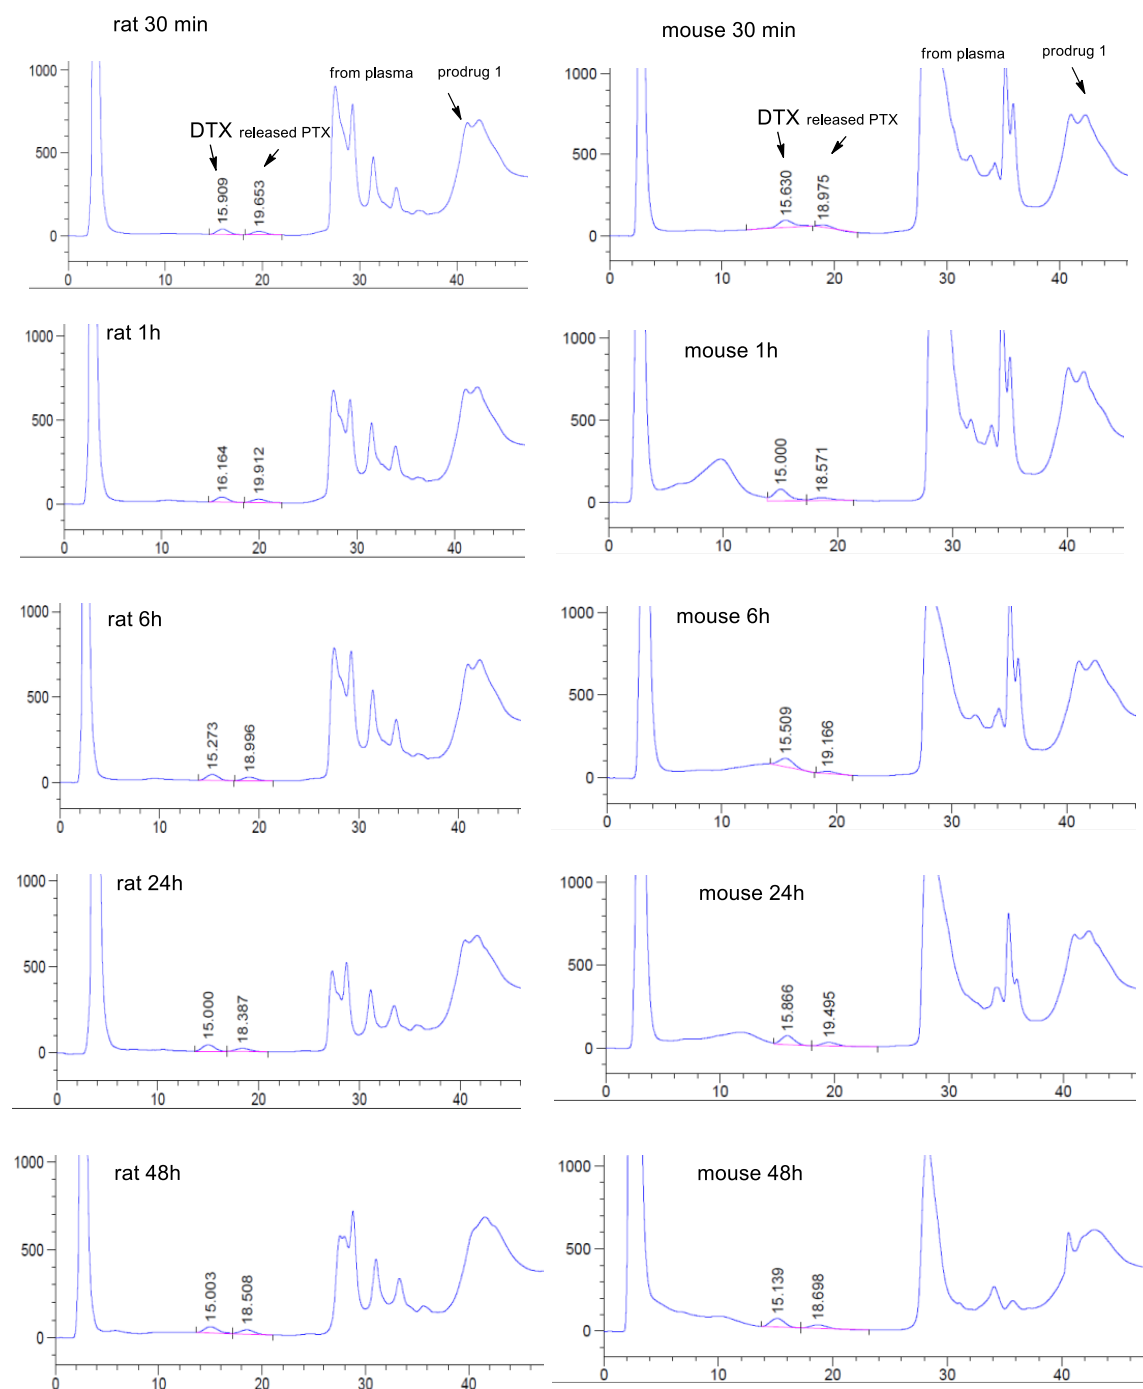 rat 30 min
1000
500
0
DTX released PTX
from plasma
prodrug 1
15.909
19.653
0 10 20 30 40
mouse 30 min
1000
500
0
DTX released PTX
from plasma
prodrug 1
15.630
18.975
0 10 20 30 40
rat 1h
1000
500
0
16.164
19.912
0 10 20 30 40
mouse 1h
1000
500
0
15.000
18.571
0 10 20 30 40
rat 6h
1000
500
0
15.273
18.996
0 10 20 30 40
mouse 6h
1000
500
0
15.509
19.166
0 10 20 30 40
rat 24h
1000
500
0
15.000
18.387
0 10 20 30 40
mouse 24h
1000
500
0
15.866
19.495
0 10 20 30 40
rat 48h
1000
500
0
15.003
18.508
0 10 20 30 40
mouse 48h
1000
500
0
15.139
18.698
0 10 20 30 40